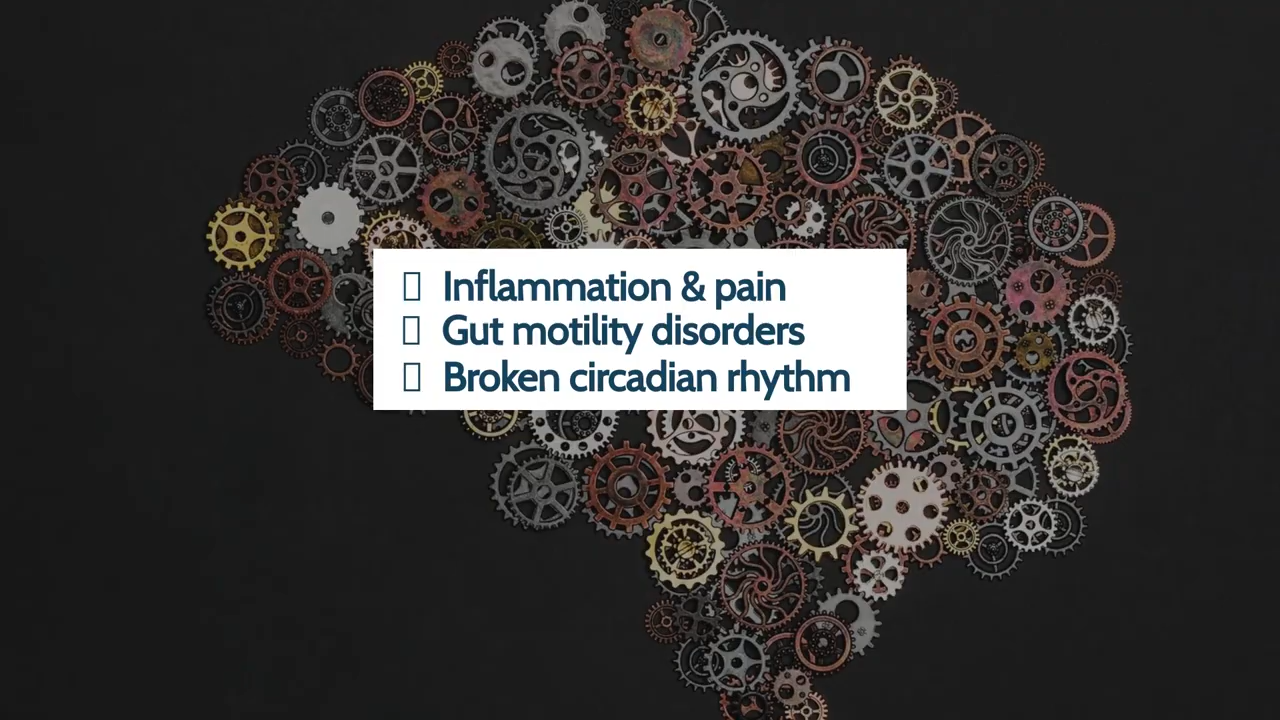 Inflammation & pain
Gut motility disorders
Broken circadian rhythm